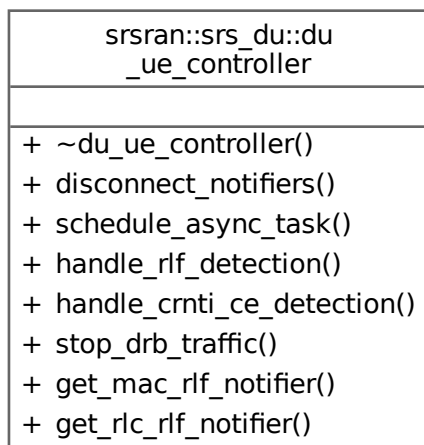 srsran::srs_du::du
_ue_controller
+ ~du_ue_controller()
+ disconnect_notifiers()
+ schedule_async_task()
+ handle_rlf_detection()
+ handle_crnti_ce_detection()
+ stop_drb_traffic()
+ get_mac_rlf_notifier()
+ get_rlc_rlf_notifier()